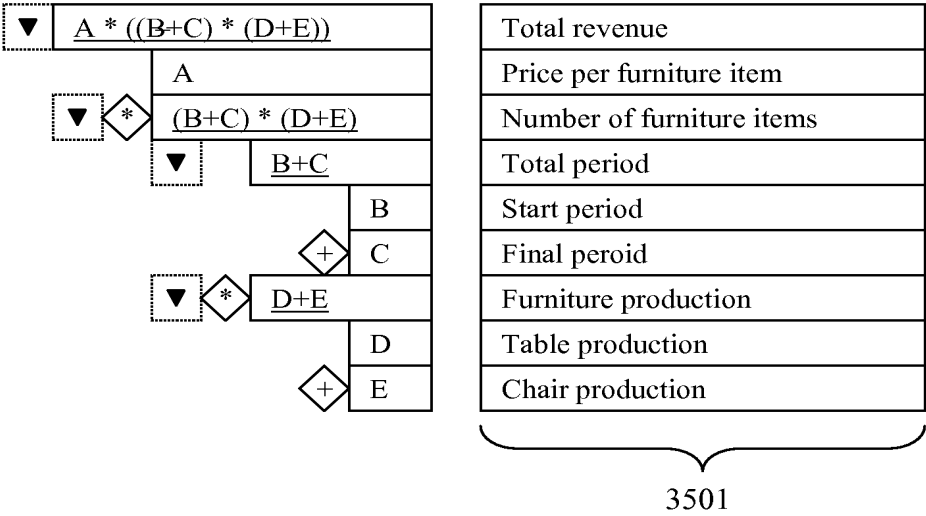 ▼ A * ((B+C) * (D+E)) Total revenue
A Price per furniture item
▼ * (B+C) * (D+E) Number of furniture items
▼ B+C Total period
B Start period
+ C Final peroid
▼ * D+E Furniture production
D Table production
+ E Chair production
3501